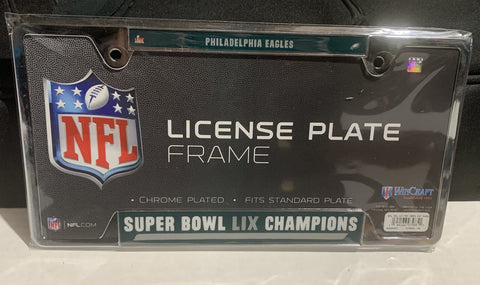 PHILADELPHIA EAGLES
NFL
LICENSE PLATE
FRAME
• CHROME PLATED • FITS STANDARD PLATE
WINCRAFT
NFL.COM
SUPER BOWL LIX CHAMPIONS